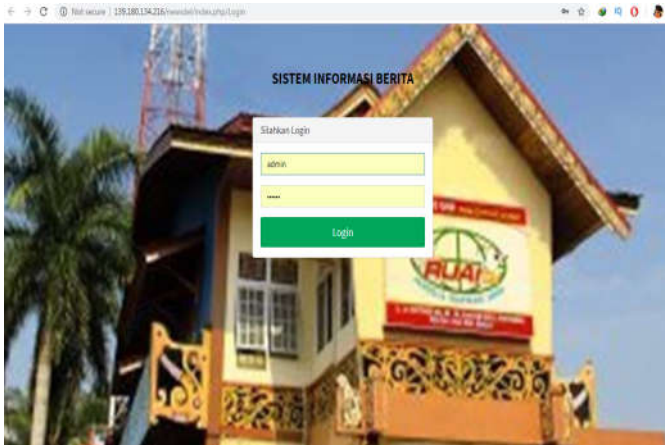 Not secure | 139.180.134.216/newsdel/index.php/Login
SISTEM INFORMASI BERITA
Silahkan Login
admin
Login
RUAI